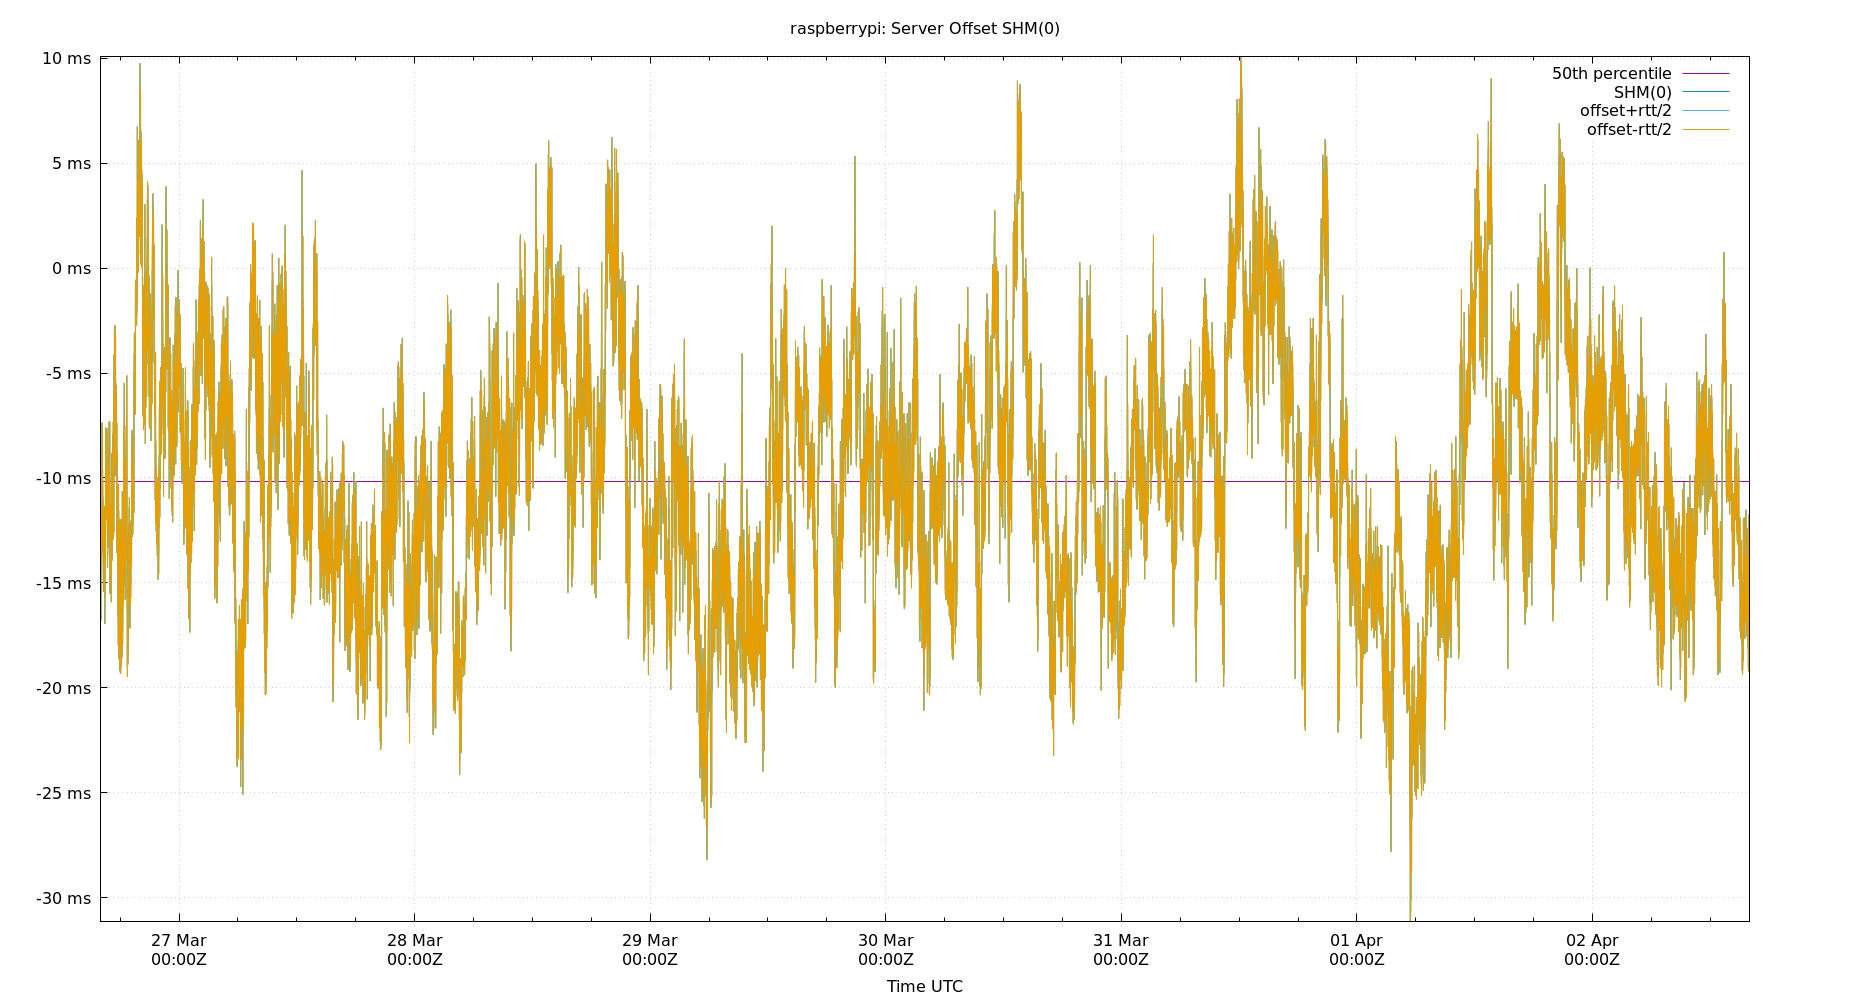 raspberrypi: Server Offset SHM(0)
10 ms
5 ms
0 ms
-5 ms
-10 ms
-15 ms
-20 ms
-25 ms
-30 ms
50th percentile
SHM(0)
offset+rtt/2
offset-rtt/2
27 Mar
00:00Z
28 Mar
00:00Z
29 Mar
00:00Z
30 Mar
00:00Z
31 Mar
00:00Z
01 Apr
00:00Z
02 Apr
00:00Z
Time UTC